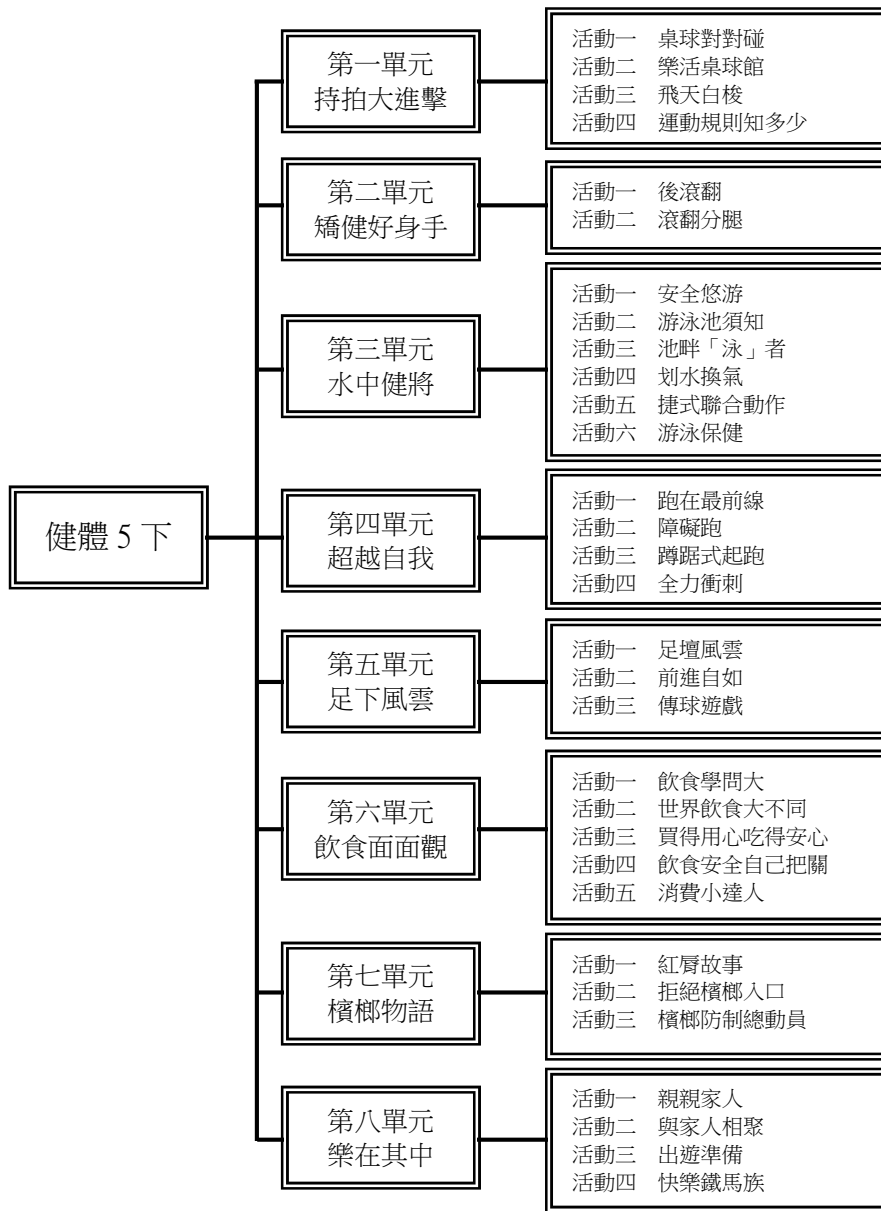 健體 5 下
第一單元
持拍大進擊
活動一 桌球對對碰
活動二 樂活桌球館
活動三 飛天白梭
活動四 運動規則知多少
第二單元
矯健好身手
活動一 後滾翻
活動二 滾翻分腿
第三單元
水中健將
活動一 安全悠游
活動二 游泳池須知
活動三 池畔「泳」者
活動四 划水換氣
活動五 捷式聯合動作
活動六 游泳保健
第四單元
超越自我
活動一 跑在最前線
活動二 障礙跑
活動三 蹲踞式起跑
活動四 全力衝刺
第五單元
足下風雲
活動一 足壇風雲
活動二 前進自如
活動三 傳球遊戲
第六單元
飲食面面觀
活動一 飲食學問大
活動二 世界飲食大不同
活動三 買得用心吃得安心
活動四 飲食安全自己把關
活動五 消費小達人
第七單元
檳榔物語
活動一 紅唇故事
活動二 拒絕檳榔入口
活動三 檳榔防制總動員
第八單元
樂在其中
活動一 親親家人
活動二 與家人相聚
活動三 出遊準備
活動四 快樂鐵馬族